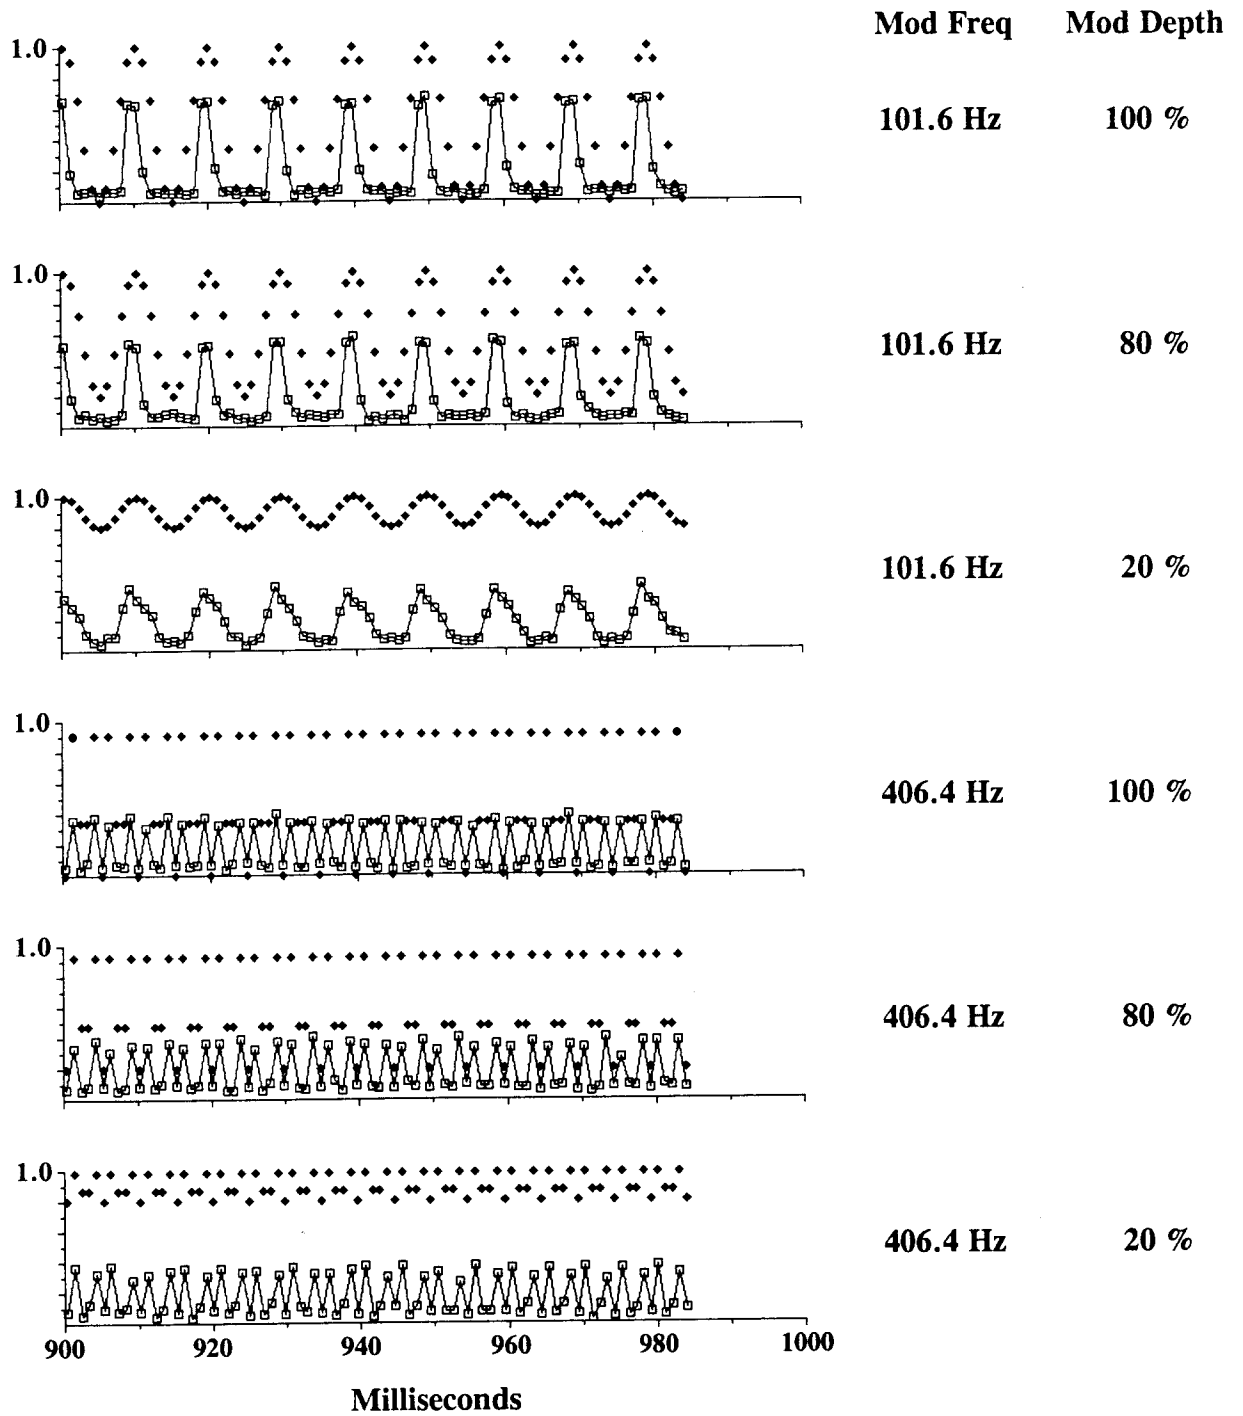 Mod Freq Mod Depth
1.0
101.6 Hz 100 %
1.0
101.6 Hz 80 %
1.0
101.6 Hz 20 %
1.0
406.4 Hz 100 %
1.0
406.4 Hz 80 %
1.0
406.4 Hz 20 %
900 920 940 960 980 1000
Milliseconds